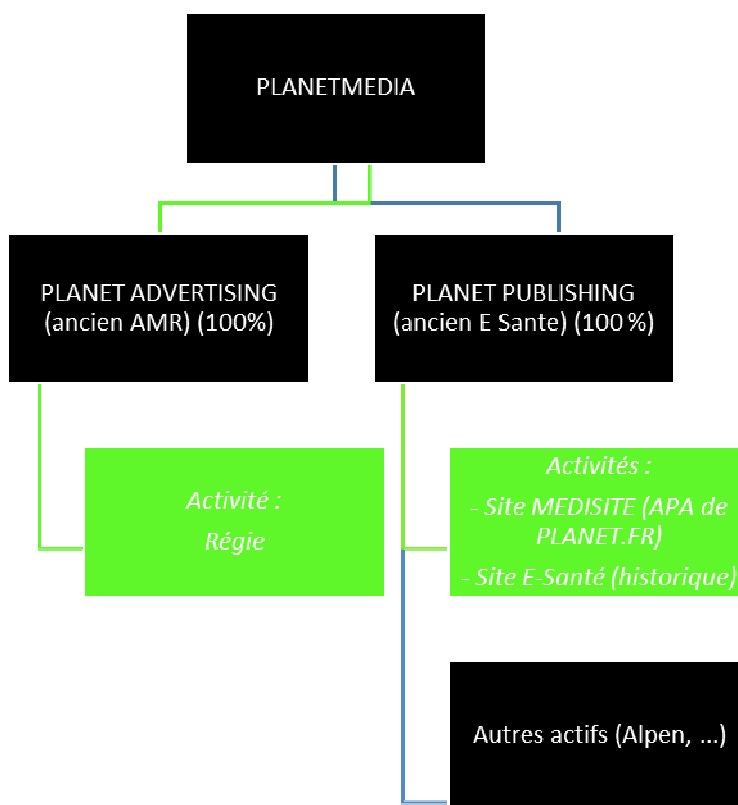 PLANETMEDIA
PLANET ADVERTISING
(ancien AMR) (100%)
PLANET PUBLISHING
(ancien E Sante) (100 %)
Activité :
Régie
Activités :
- Site MEDISITE (APA de
PLANET.FR)
- Site E-Santé (historique)
Autres actifs (Alpen, ...)